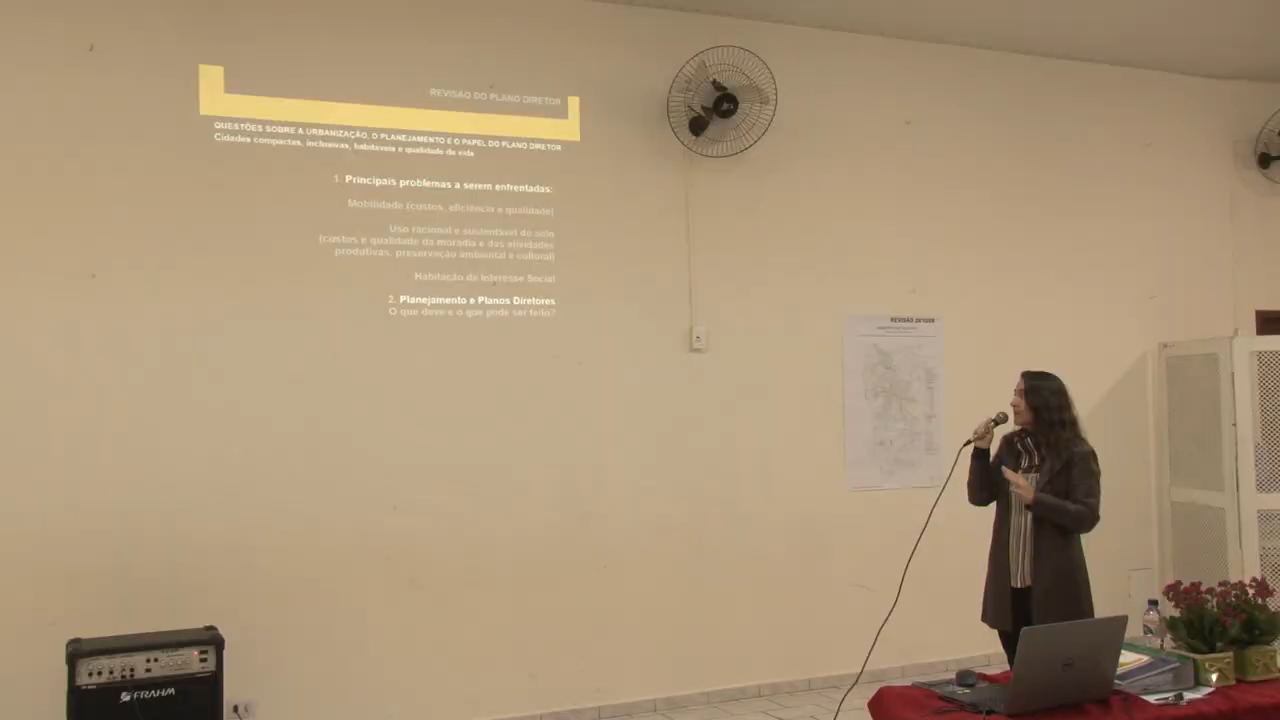 REVISÃO DO PLANO DIRETOR
QUESTÕES SOBRE A URBANIZAÇÃO, O PLANEJAMENTO E O PAPEL DO PLANO DIRETOR
Cidades compactas, inclusivas, habitáveis e qualidade de vida
1. Principais problemas a serem enfrentadas:
Mobilidade (custos, eficiência e qualidade)
Uso racional e sustentável do solo
(custos e qualidade da moradia e das atividades
produtivas, preservação ambiental e cultural)
Habitação de Interesse Social
2. Planejamento e Planos Diretores
O que deve e o que pode ser feito?
FRAHM